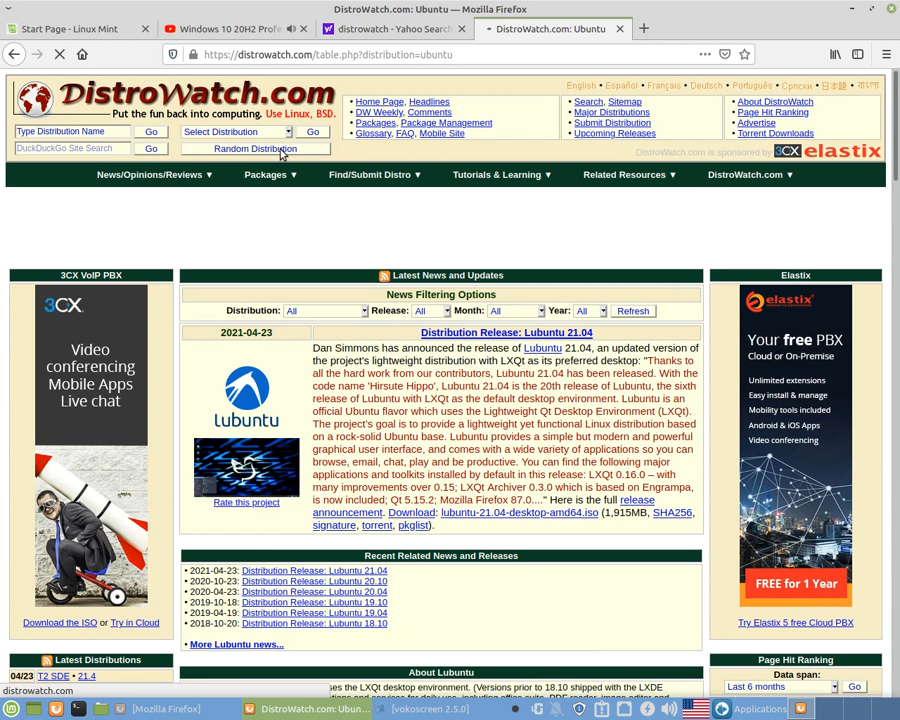 DistroWatch.com: Ubuntu — Mozilla Firefox
Start Page - Linux Mint
Windows 10 20H2 Profe
distrowatch - Yahoo Search
DistroWatch.com: Ubuntu
https://distrowatch.com/table.php?distribution=ubuntu
DistroWatch.com
Put the fun back into computing. Use Linux, BSD.
English • Español • Français • Deutsch • Português • Српски • 日本語 • বাংলা
Type Distribution Name Go Select Distribution Go
DuckDuckGo Site Search Go Random Distribution
• Home Page, Headlines
• DW Weekly, Comments
• Packages, Package Management
• Glossary, FAQ, Mobile Site
• Search, Sitemap
• Major Distributions
• Submit Distribution
• Upcoming Releases
• About DistroWatch
• Page Hit Ranking
• Advertise
• Torrent Downloads
DistroWatch.com is sponsored by 3CX elastix
News/Opinions/Reviews ▼ Packages ▼ Find/Submit Distro ▼ Tutorials & Learning ▼ Related Resources ▼ DistroWatch.com ▼
3CX VoIP PBX
3CX
Video
conferencing
Mobile Apps
Live chat
Download the ISO or Try in Cloud
Latest Distributions
04/23 T2 SDE • 21.4
Latest News and Updates
News Filtering Options
Distribution: All Release: All Month: All Year: All Refresh
2021-04-23 Distribution Release: Lubuntu 21.04
lubuntu
Rate this project
Dan Simmons has announced the release of Lubuntu 21.04, an updated version of
the project's lightweight distribution with LXQt as its preferred desktop: "Thanks to
all the hard work from our contributors, Lubuntu 21.04 has been released. With the
code name 'Hirsute Hippo', Lubuntu 21.04 is the 20th release of Lubuntu, the sixth
release of Lubuntu with LXQt as the default desktop environment. Lubuntu is an
official Ubuntu flavor which uses the Lightweight Qt Desktop Environment (LXQt).
The project's goal is to provide a lightweight yet functional Linux distribution based
on a rock-solid Ubuntu base. Lubuntu provides a simple but modern and powerful
graphical user interface, and comes with a wide variety of applications so you can
browse, email, chat, play and be productive. You can find the following major
applications and toolkits installed by default in this release: LXQt 0.16.0 – with
many improvements over 0.15; LXQt Archiver 0.3.0 which is based on Engrampa,
is now included; Qt 5.15.2; Mozilla Firefox 87.0...." Here is the full release
announcement. Download: lubuntu-21.04-desktop-amd64.iso (1,915MB, SHA256,
signature, torrent, pkglist).
Recent Related News and Releases
• 2021-04-23: Distribution Release: Lubuntu 21.04
• 2020-10-23: Distribution Release: Lubuntu 20.10
• 2020-04-23: Distribution Release: Lubuntu 20.04
• 2019-10-18: Distribution Release: Lubuntu 19.10
• 2019-04-19: Distribution Release: Lubuntu 19.04
• 2018-10-20: Distribution Release: Lubuntu 18.10
• More Lubuntu news...
About Lubuntu
ses the LXQt desktop environment. (Versions prior to 18.10 shipped with the LXDE
Elastix
elastix
Your free PBX
Cloud or On-Premise
Unlimited extensions
Easy install & manage
Mobility tools included
Android & iOS Apps
Video conferencing
FREE for 1 Year
Try Elastix 5 free Cloud PBX
Page Hit Ranking
Data span:
Last 6 months Go
distrowatch.com
[Mozilla Firefox]
DistroWatch.com: Ubun...
[vokoscreen 2.5.0]
Applications